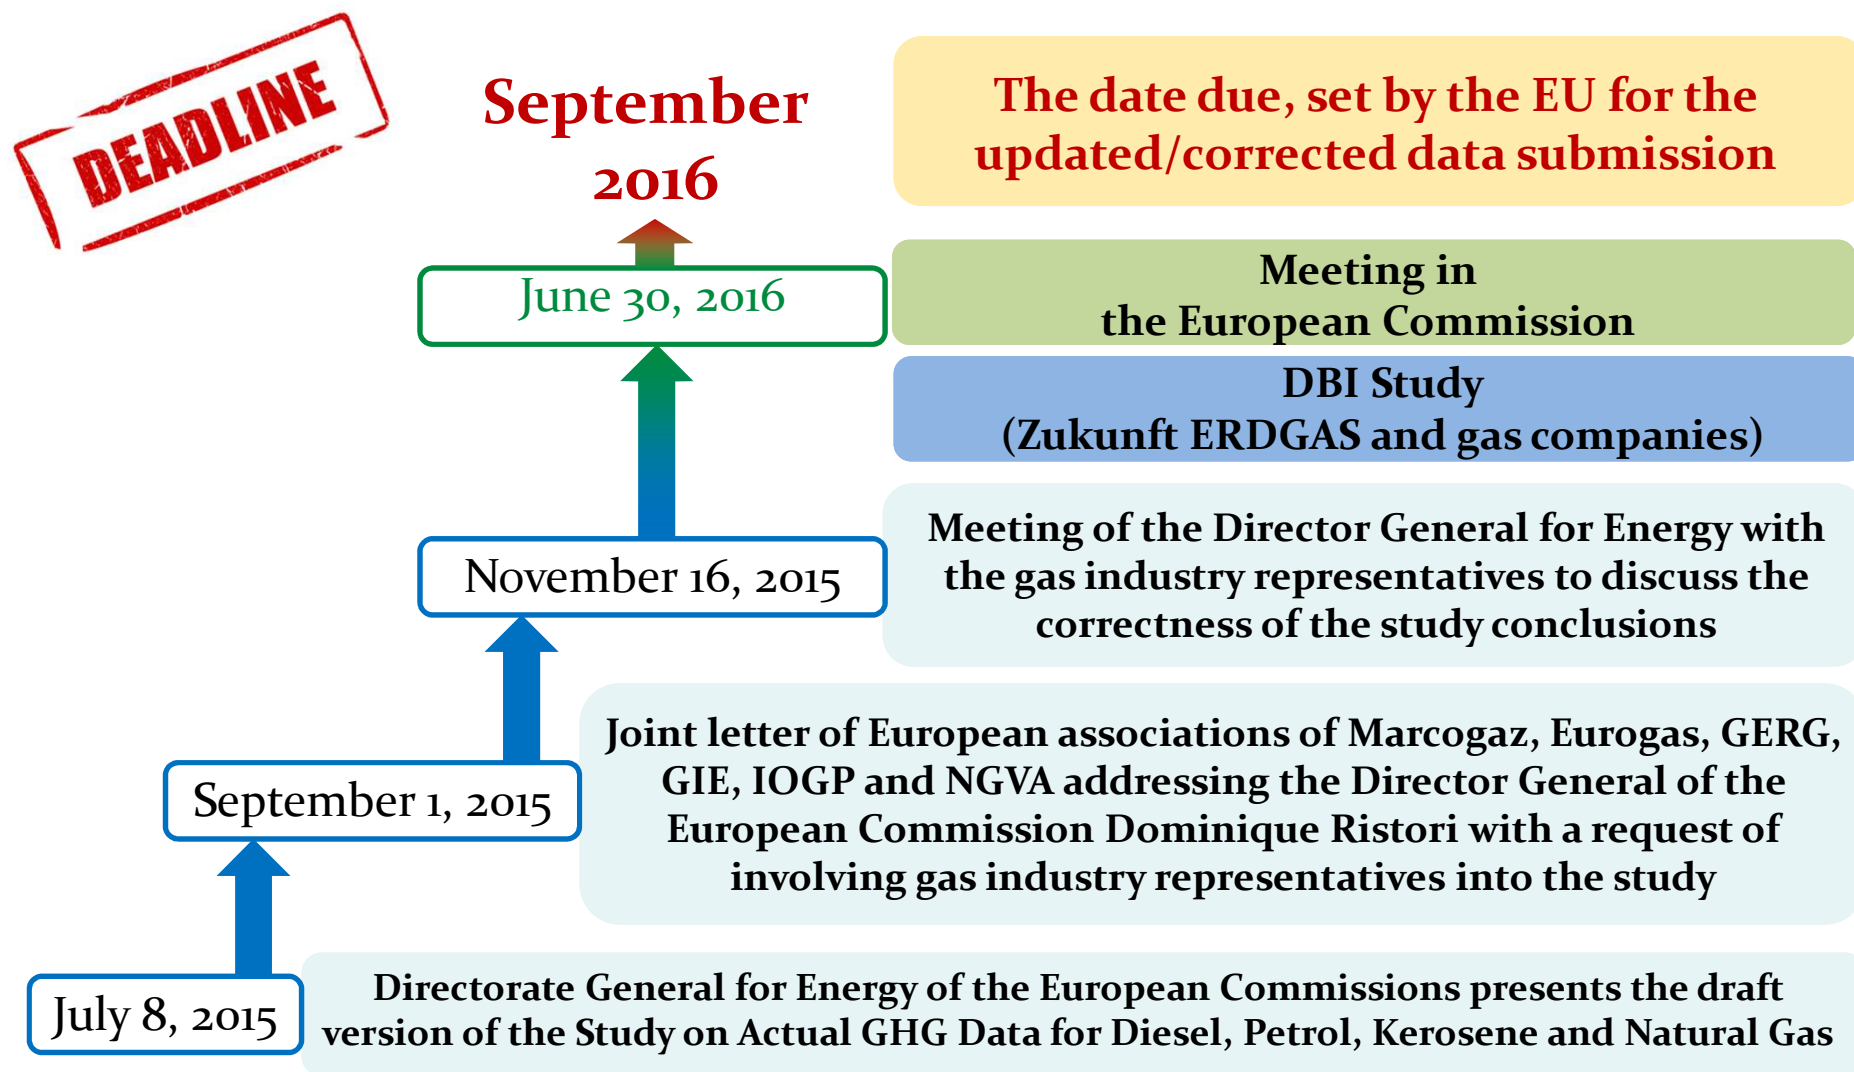 DEADLINE
September
2016
The date due, set by the EU for the
updated/corrected data submission
June 30, 2016
Meeting in
the European Commission
DBI Study
(Zukunft ERDGAS and gas companies)
November 16, 2015
Meeting of the Director General for Energy with
the gas industry representatives to discuss the
correctness of the study conclusions
September 1, 2015
Joint letter of European associations of Marcogaz, Eurogas, GERG,
GIE, IOGP and NGVA addressing the Director General of the
European Commission Dominique Ristori with a request of
involving gas industry representatives into the study
July 8, 2015
Directorate General for Energy of the European Commissions presents the draft
version of the Study on Actual GHG Data for Diesel, Petrol, Kerosene and Natural Gas